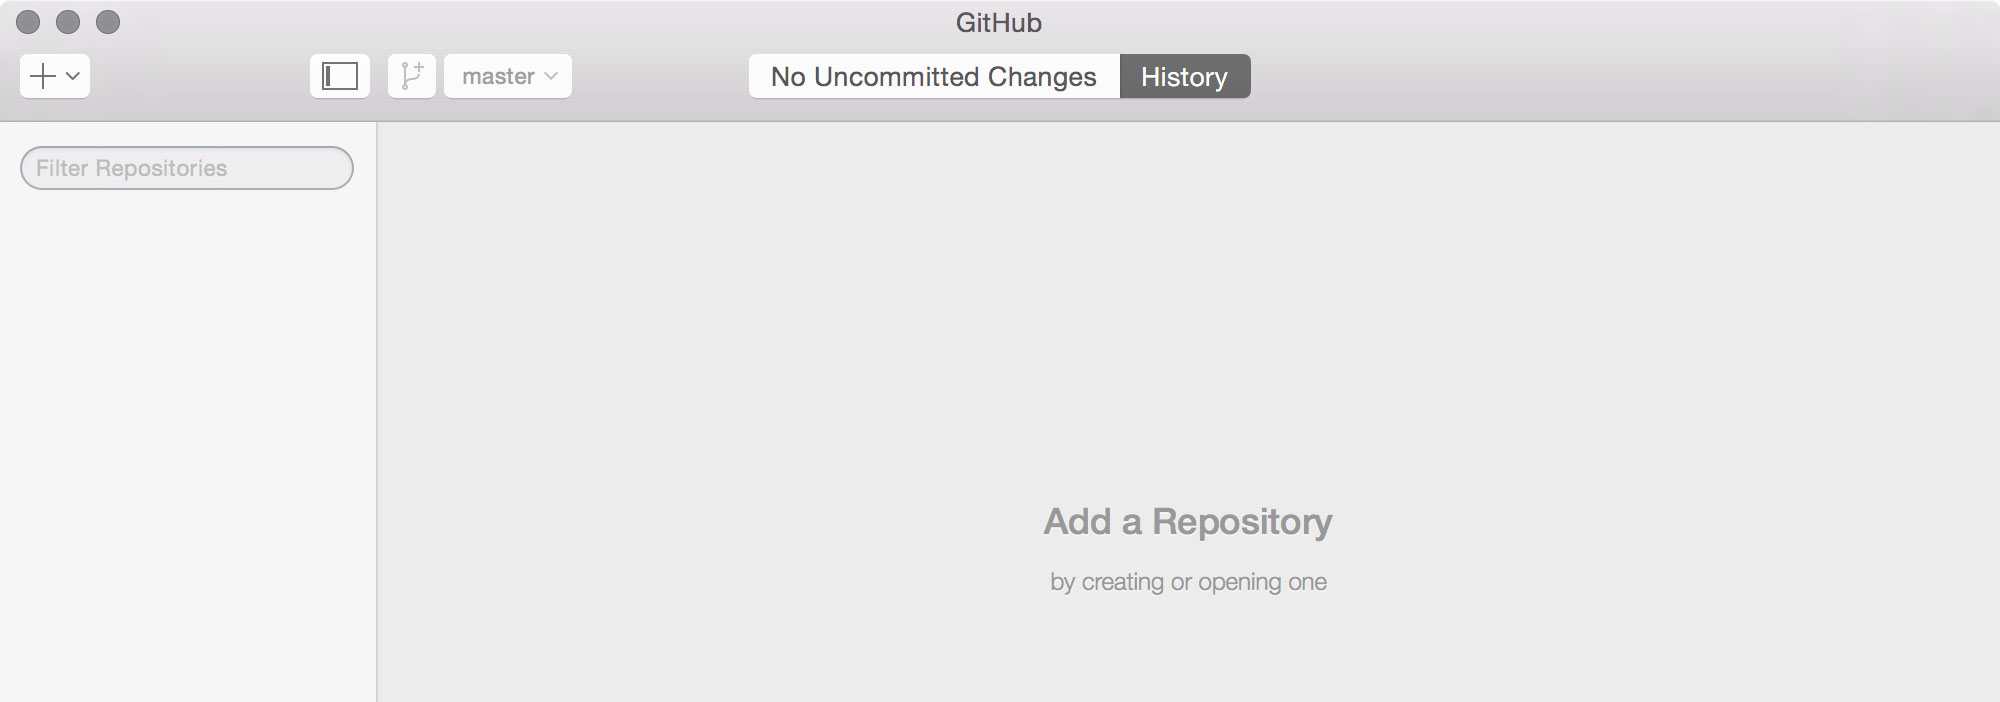 GitHub
master
No Uncommitted Changes
History
Filter Repositories
Add a Repository
by creating or opening one